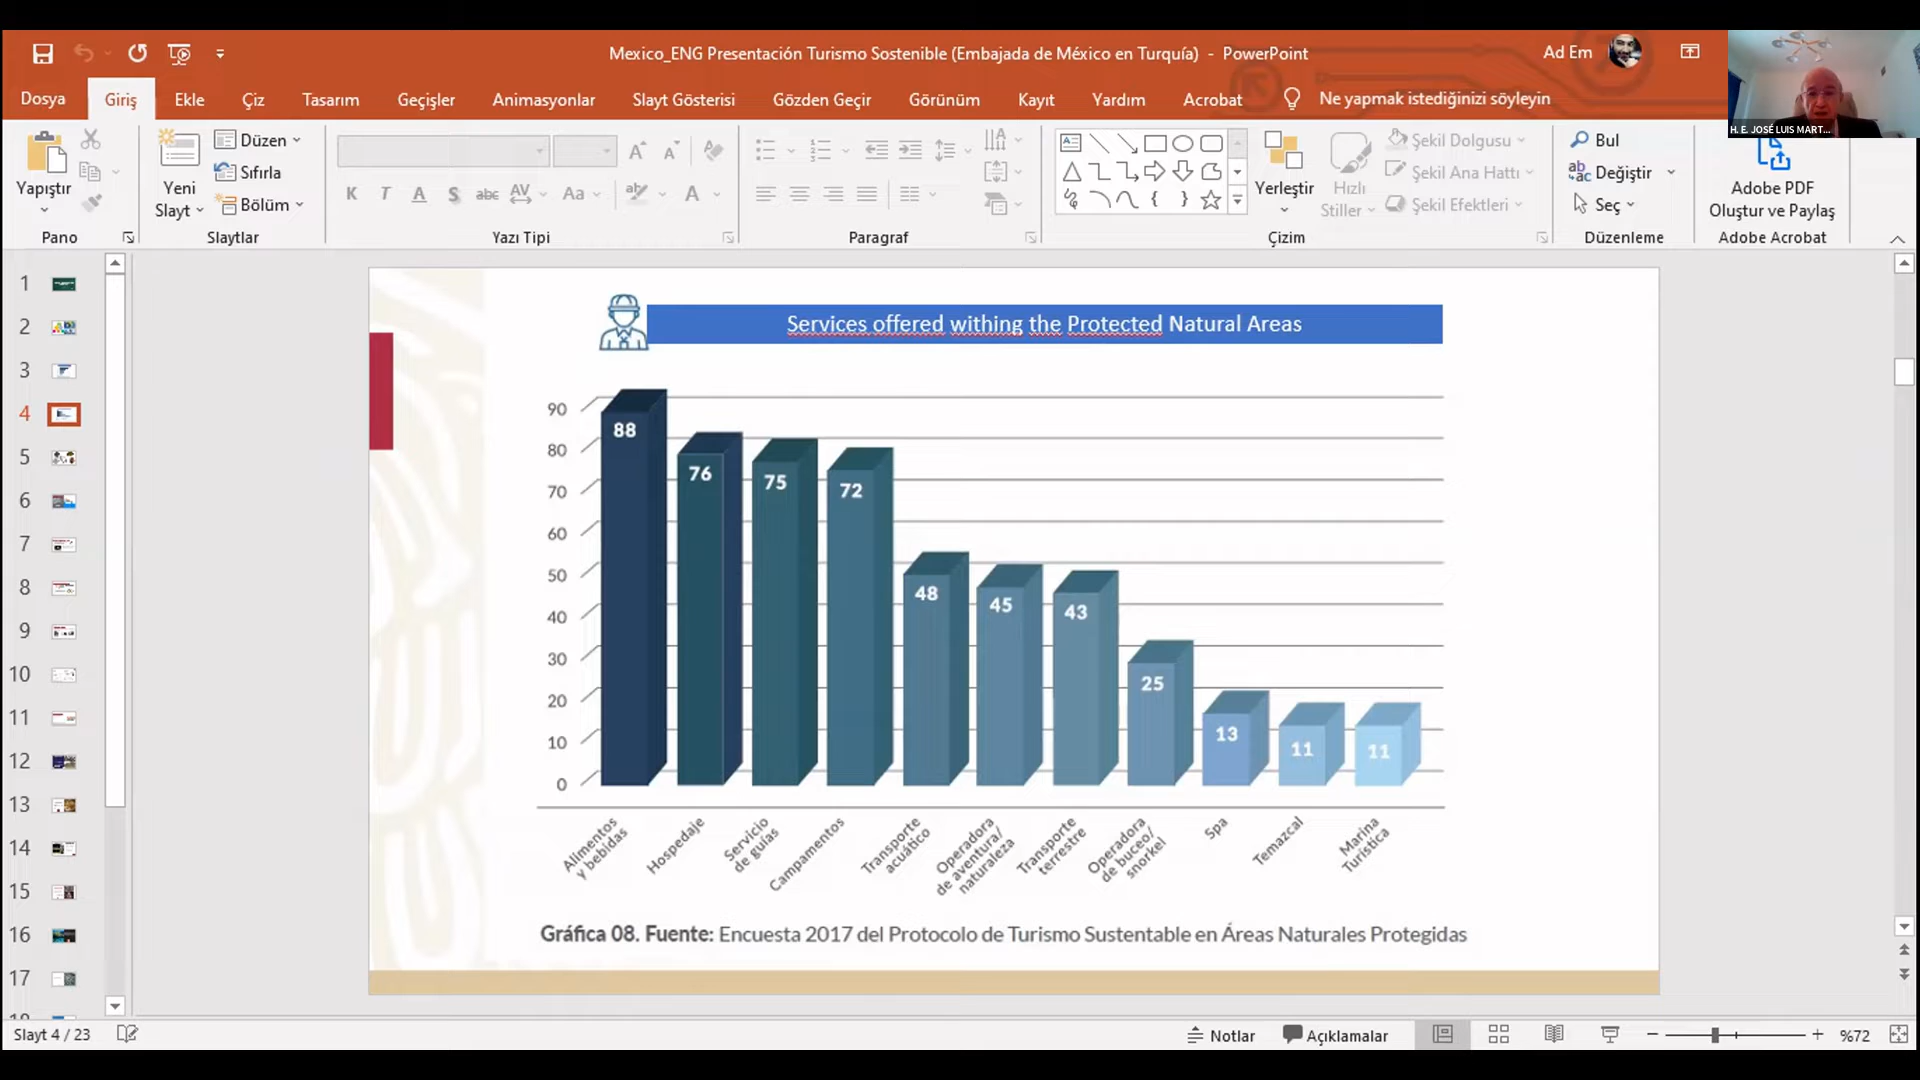 Mexico_ENG Presentación Turismo Sostenible (Embajada de México en Turquía) - PowerPoint
Ad Em
H. E. JOSÉ LUIS MART...
Dosya Giriş Ekle Çiz Tasarım Geçişler Animasyonlar Slayt Gösterisi Gözden Geçir Görünüm Kayıt Yardım Acrobat Ne yapmak istediğinizi söyleyin
Yapıştır
Pano
Yeni
Slayt
Düzen
Sıfırla
Bölüm
Slaytlar
K T A S abc AV Aa A
Yazı Tipi
Paragraf
Yerleştir
Hızlı
Stiller
Şekil Dolgusu
Şekil Ana Hattı
Şekil Efektleri
Çizim
Bul
Değiştir
Seç
Düzenleme
Adobe PDF
Oluştur ve Paylaş
Adobe Acrobat
1
2
3
4
5
6
7
8
9
10
11
12
13
14
15
16
17
Services offered withing the Protected Natural Areas
90
80
70
60
50
40
30
20
10
0
88
76
75
72
48
45
43
25
13
11
11
Alimentos
y bebidas
Hospedaje
Servicio
de guías
Campamentos
Transporte
acuático
Operadora
de aventura/
naturaleza
Transporte
terrestre
Operadora
de buceo/
snorkel
Spa
Temazcal
Marina
Turística
Gráfica 08. Fuente: Encuesta 2017 del Protocolo de Turismo Sustentable en Áreas Naturales Protegidas
Slayt 4 / 23
Notlar
Açıklamalar
%72